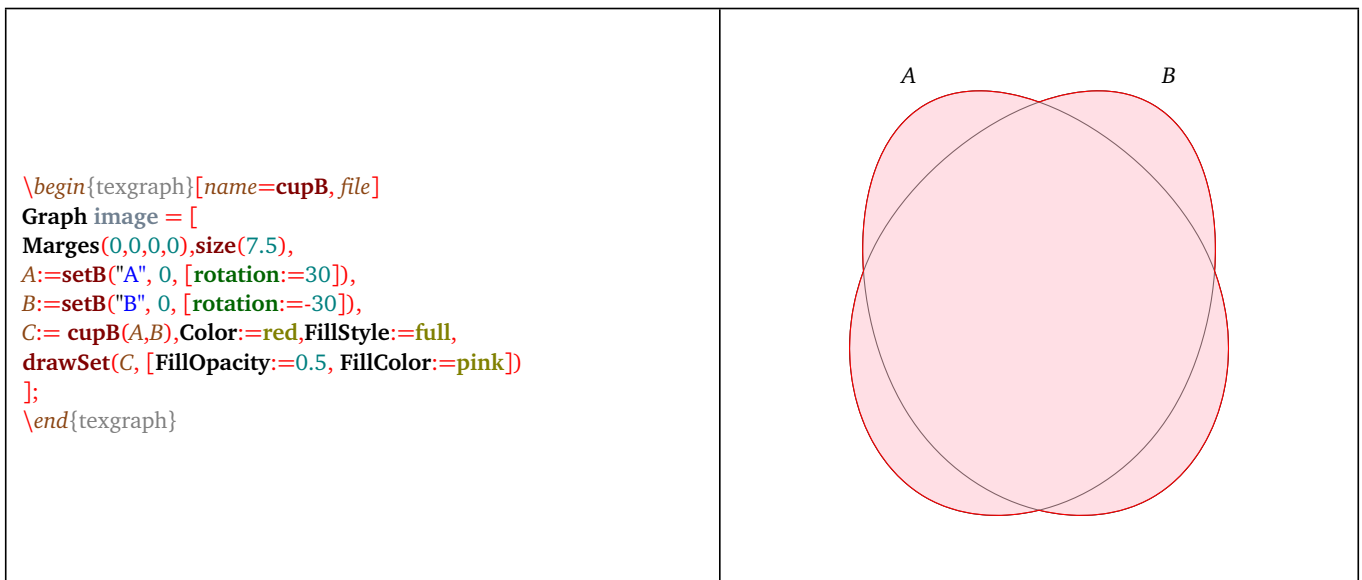 \begin{texgraph}[name=cupB, file]
Graph image = [
Marges(0,0,0,0),size(7.5),
A:=setB("A", 0, [rotation:=30]),
B:=setB("B", 0, [rotation:=-30]),
C:= cupB(A,B),Color:=red,FillStyle:=full,
drawSet(C, [FillOpacity:=0.5, FillColor:=pink])
];
\end{texgraph}
A
B